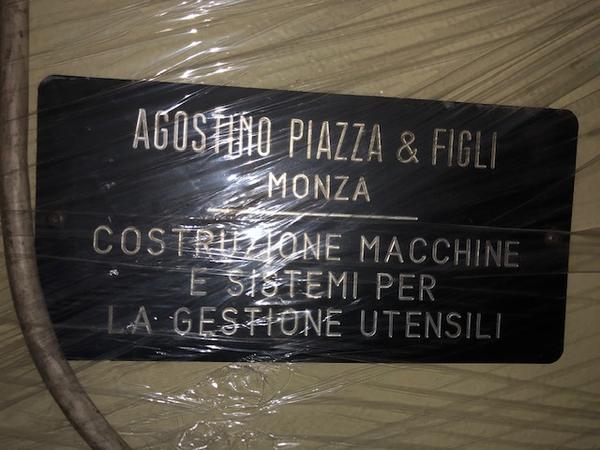 AGOSTINO PIAZZA & FIGLI
MONZA
COSTRUZIONE MACCHINE
E SISTEMI PER
LA GESTIONE UTENSILI